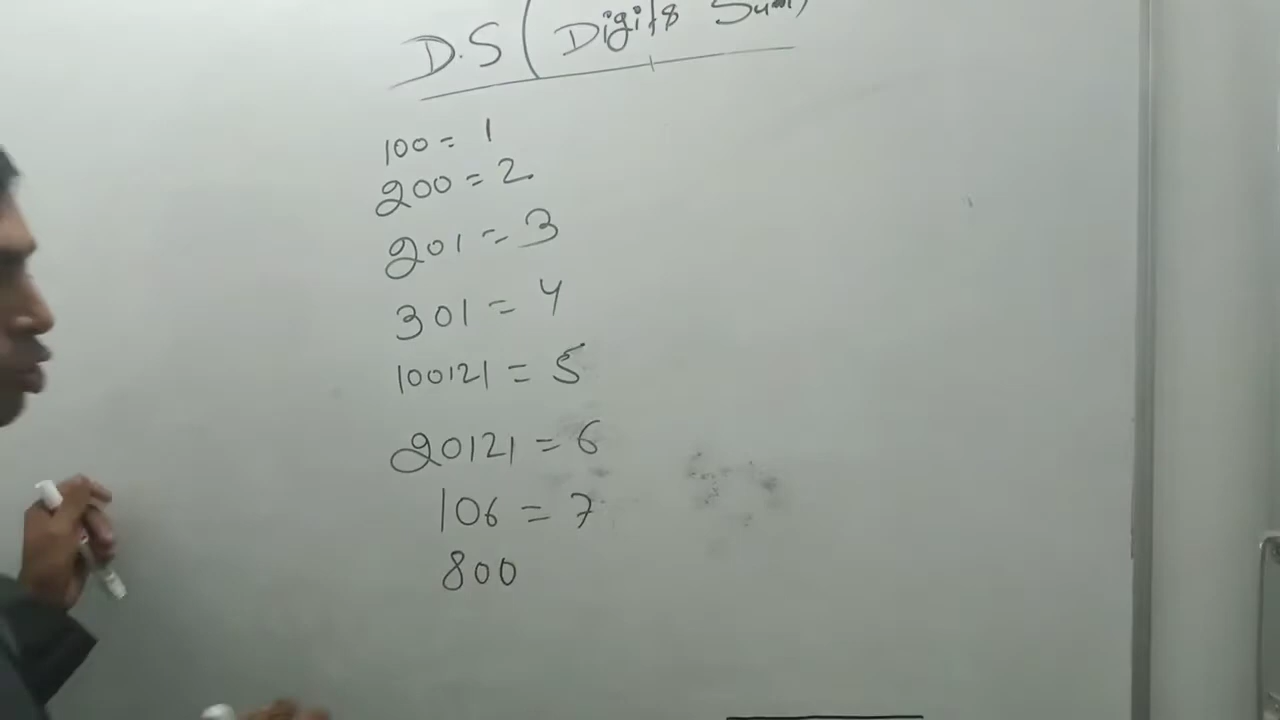 D.S ( Digits Sum)
100 = 1
200 = 2
201 = 3
301 = 4
100121 = 5
20121 = 6
106 = 7
800